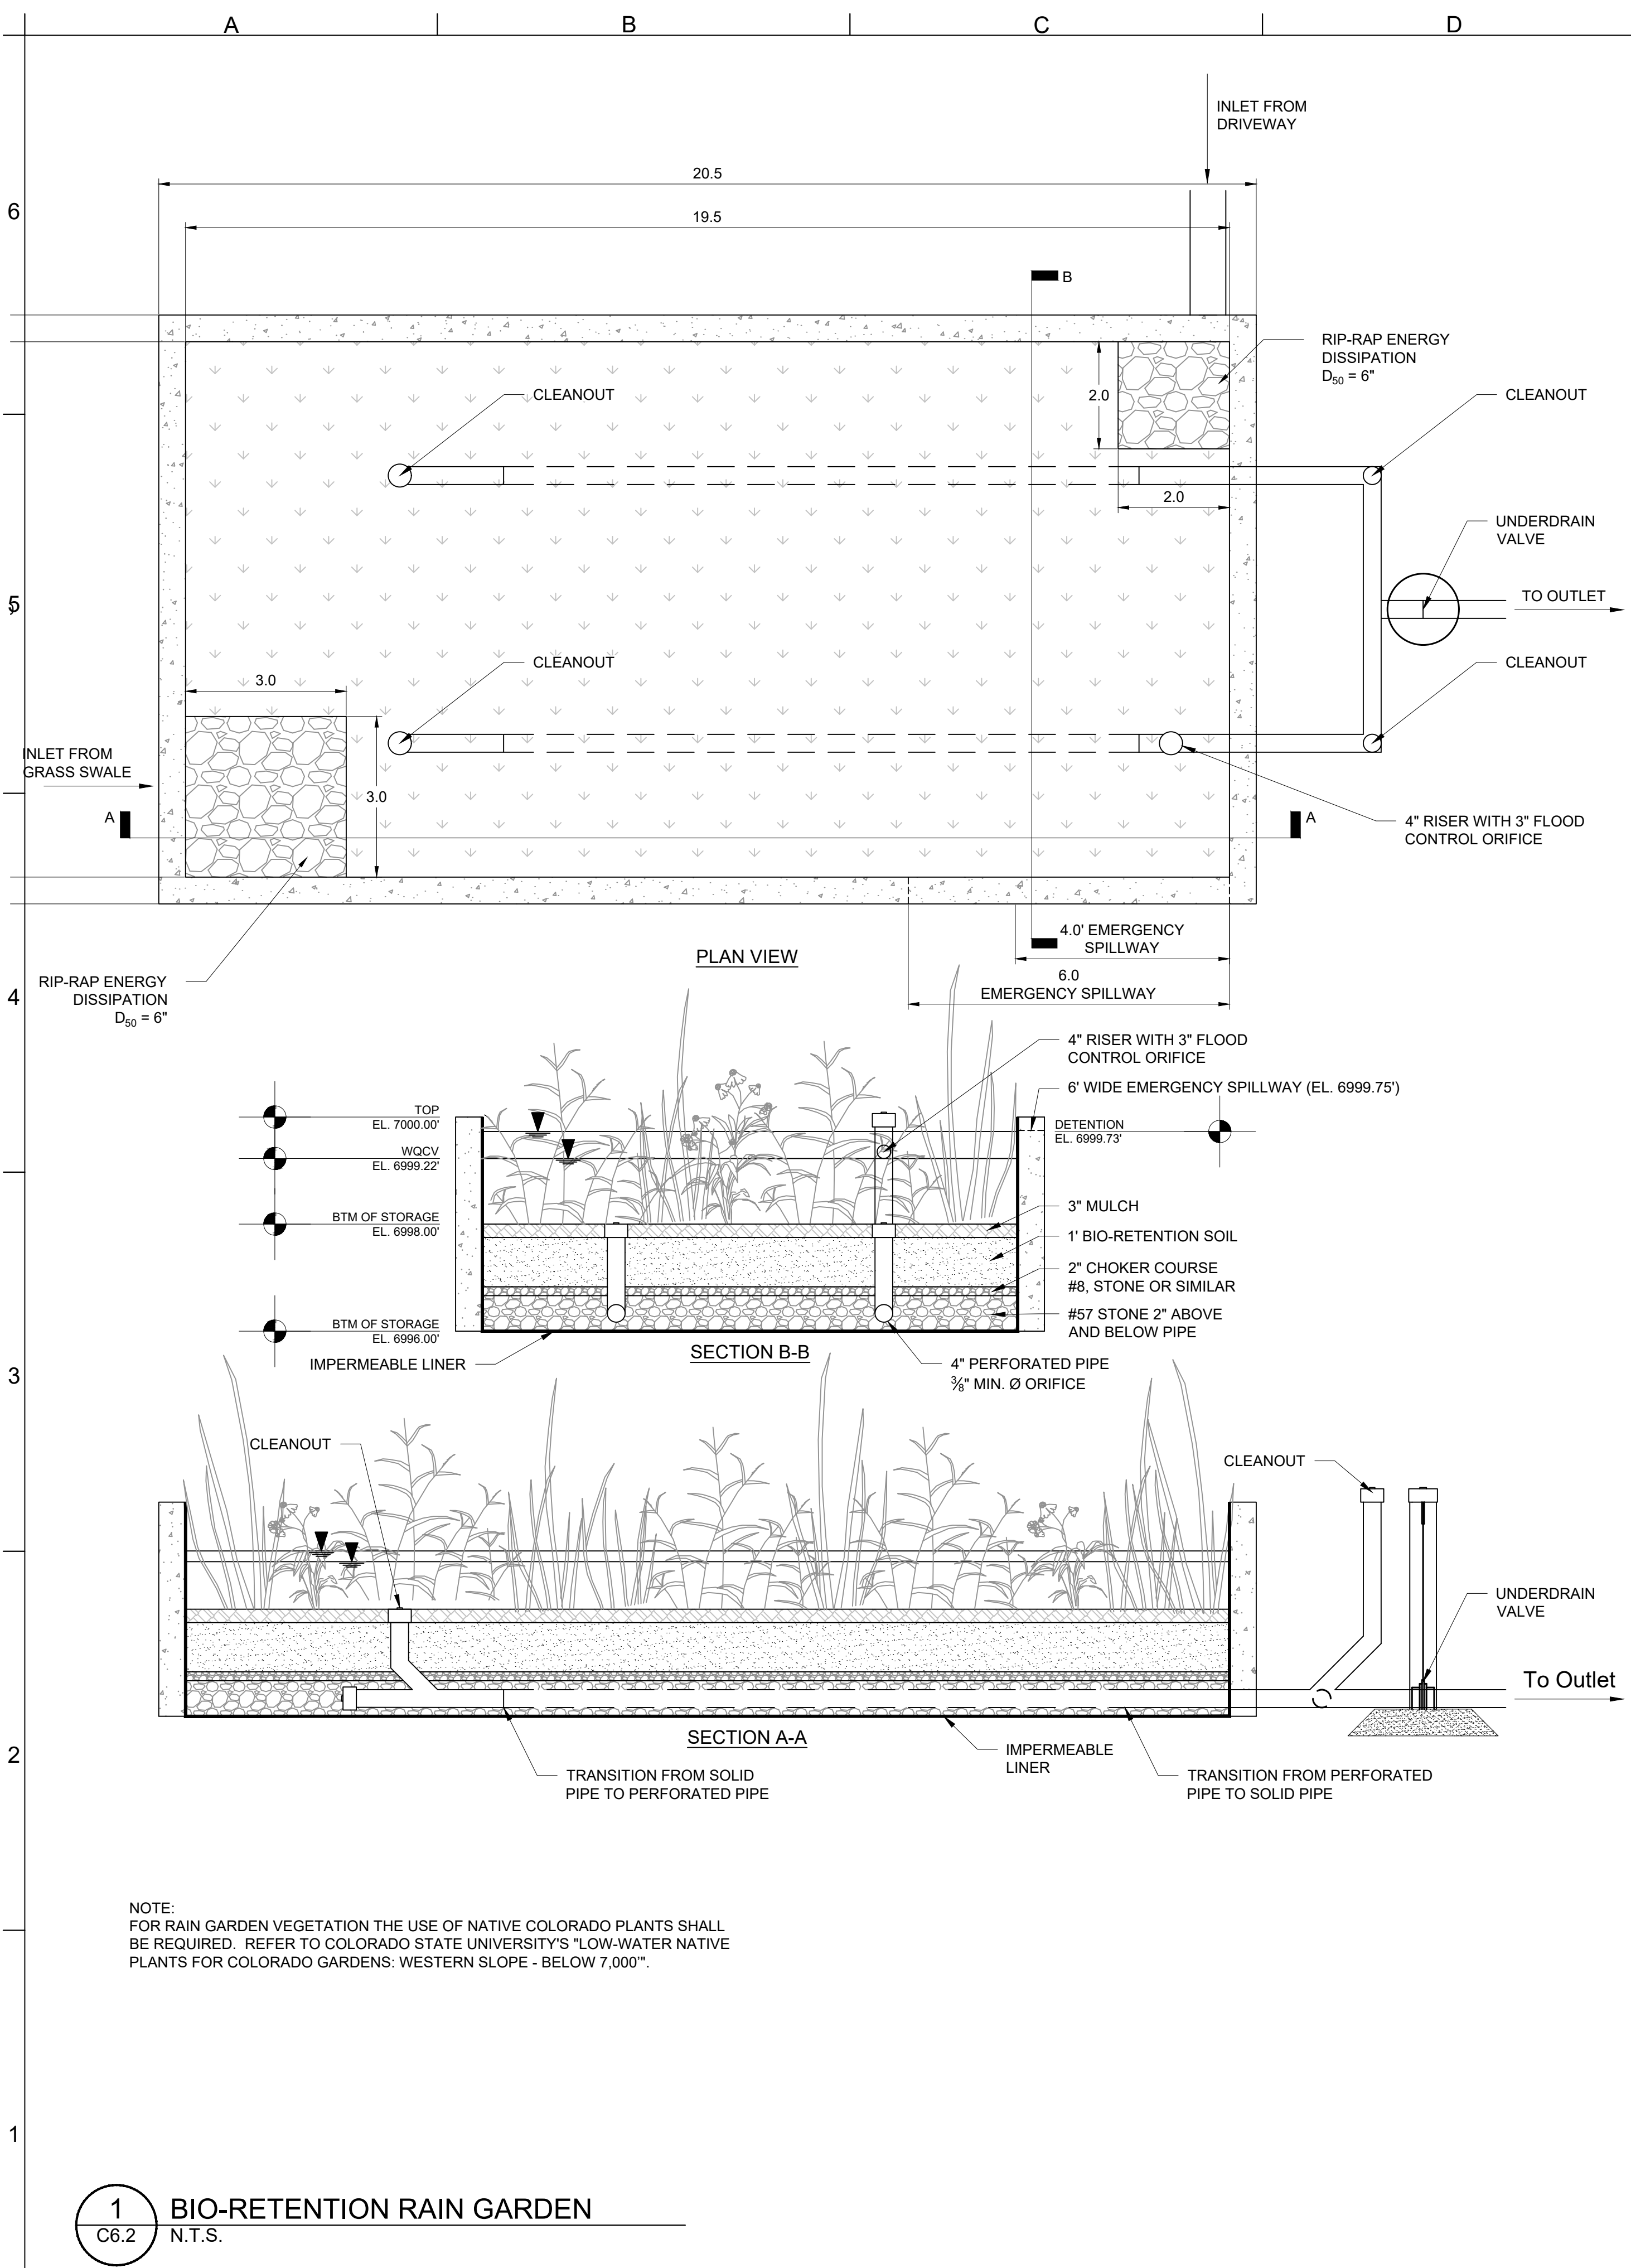 A
B
C
D
INLET FROM
DRIVEWAY
20.5
6
19.5
B
RIP-RAP ENERGY
DISSIPATION
D50 = 6"
2.0
CLEANOUT
CLEANOUT
2.0
UNDERDRAIN
VALVE
5
TO OUTLET
CLEANOUT
CLEANOUT
3.0
INLET FROM
GRASS SWALE
3.0
A
A
4" RISER WITH 3" FLOOD
CONTROL ORIFICE
4.0' EMERGENCY
SPILLWAY
PLAN VIEW
6.0
EMERGENCY SPILLWAY
RIP-RAP ENERGY
DISSIPATION
D50 = 6"
4
4" RISER WITH 3" FLOOD
CONTROL ORIFICE
6' WIDE EMERGENCY SPILLWAY (EL. 6999.75')
TOP
EL. 7000.00'
DETENTION
EL. 6999.73'
WQCV
EL. 6999.22'
3" MULCH
BTM OF STORAGE
EL. 6998.00'
1' BIO-RETENTION SOIL
2" CHOKER COURSE
#8, STONE OR SIMILAR
#57 STONE 2" ABOVE
AND BELOW PIPE
BTM OF STORAGE
EL. 6996.00'
IMPERMEABLE LINER
SECTION B-B
4" PERFORATED PIPE
3/8" MIN. Ø ORIFICE
3
CLEANOUT
CLEANOUT
UNDERDRAIN
VALVE
To Outlet
SECTION A-A
2
IMPERMEABLE
LINER
TRANSITION FROM SOLID
PIPE TO PERFORATED PIPE
TRANSITION FROM PERFORATED
PIPE TO SOLID PIPE
NOTE:
FOR RAIN GARDEN VEGETATION THE USE OF NATIVE COLORADO PLANTS SHALL
BE REQUIRED.  REFER TO COLORADO STATE UNIVERSITY'S "LOW-WATER NATIVE
PLANTS FOR COLORADO GARDENS: WESTERN SLOPE - BELOW 7,000'".
1
1
C6.2
BIO-RETENTION RAIN GARDEN
N.T.S.